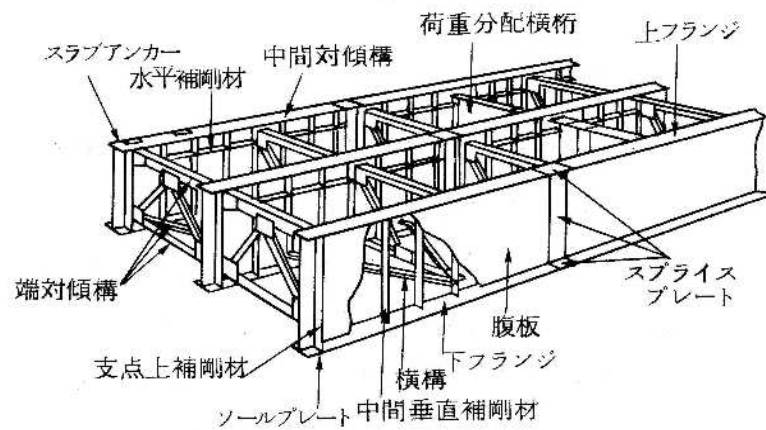 荷重分配横桁
上フランジ
スラブアンカー
中間対傾構
水平補剛材
端対傾構
スプライス
プレート
腹板
支点上補剛材
下フランジ
横構
ソールプレート
中間垂直補剛材